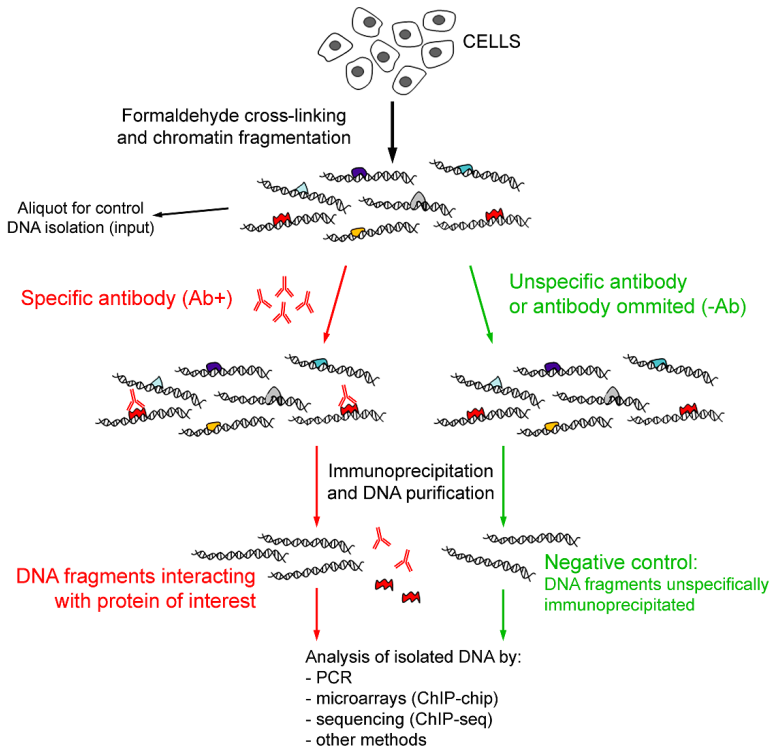 CELLS
Formaldehyde cross-linking
and chromatin fragmentation
Aliquot for control
DNA isolation (input)
Specific antibody (Ab+)
Unspecific antibody
or antibody ommited (-Ab)
Immunoprecipitation
and DNA purification
DNA fragments interacting
with protein of interest
Negative control:
DNA fragments unspecifically
immunoprecipitated
Analysis of isolated DNA by:
- PCR
- microarrays (ChIP-chip)
- sequencing (ChIP-seq)
- other methods